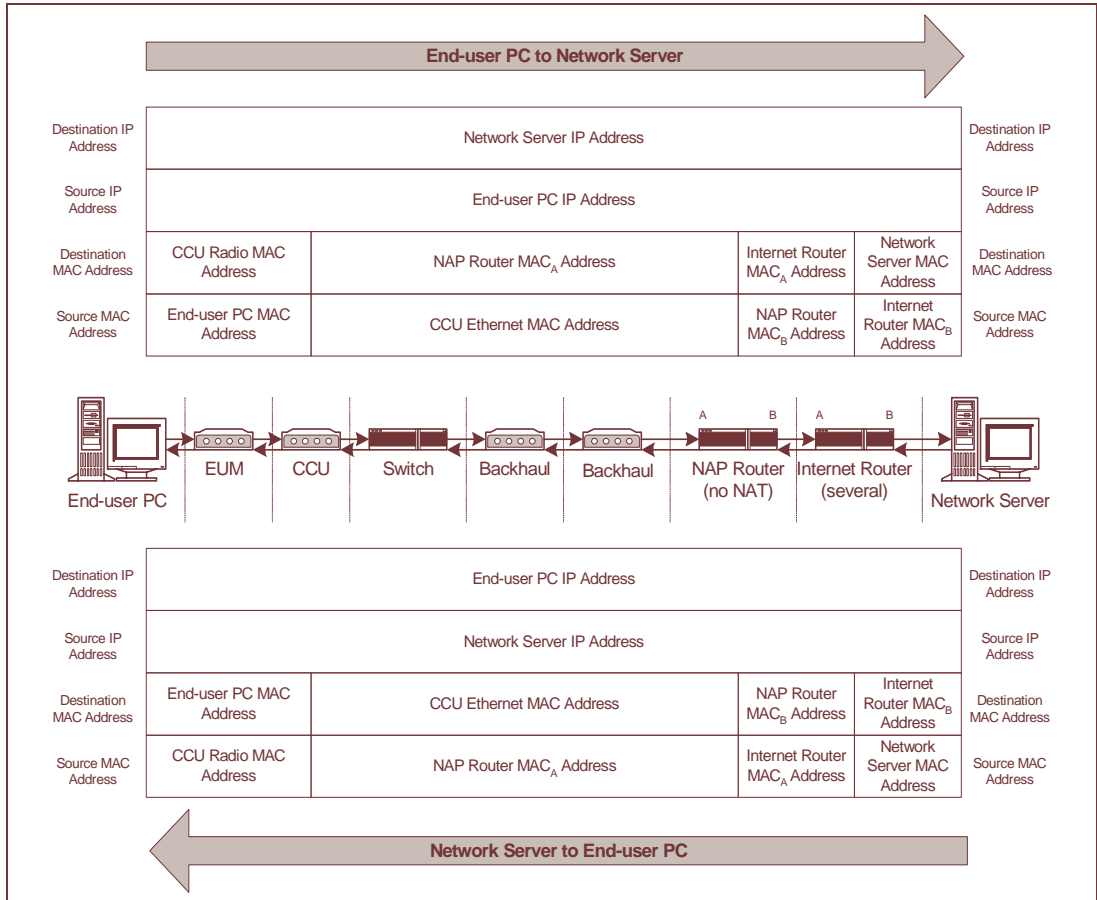 End-user PC to Network Server
Destination IP
Address
Network Server IP Address
Destination IP
Address
Source IP
Address
End-user PC IP Address
Source IP
Address
Destination
MAC Address
CCU Radio MAC
Address
NAP Router MACA Address
Internet Router
MACA Address
Network
Server MAC
Address
Destination
MAC Address
Source MAC
Address
End-user PC MAC
Address
CCU Ethernet MAC Address
NAP Router
MACB Address
Internet
Router MACB
Address
Source MAC
Address
A
B
A
B
End-user PC
EUM
CCU
Switch
Backhaul
Backhaul
NAP Router
(no NAT)
Internet Router
(several)
Network Server
Destination IP
Address
End-user PC IP Address
Destination IP
Address
Source IP
Address
Network Server IP Address
Source IP
Address
Destination
MAC Address
End-user PC MAC
Address
CCU Ethernet MAC Address
NAP Router
MACB Address
Internet
Router MACB
Address
Destination
MAC Address
Source MAC
Address
CCU Radio MAC
Address
NAP Router MACA Address
Internet Router
MACA Address
Network
Server MAC
Address
Source MAC
Address
Network Server to End-user PC